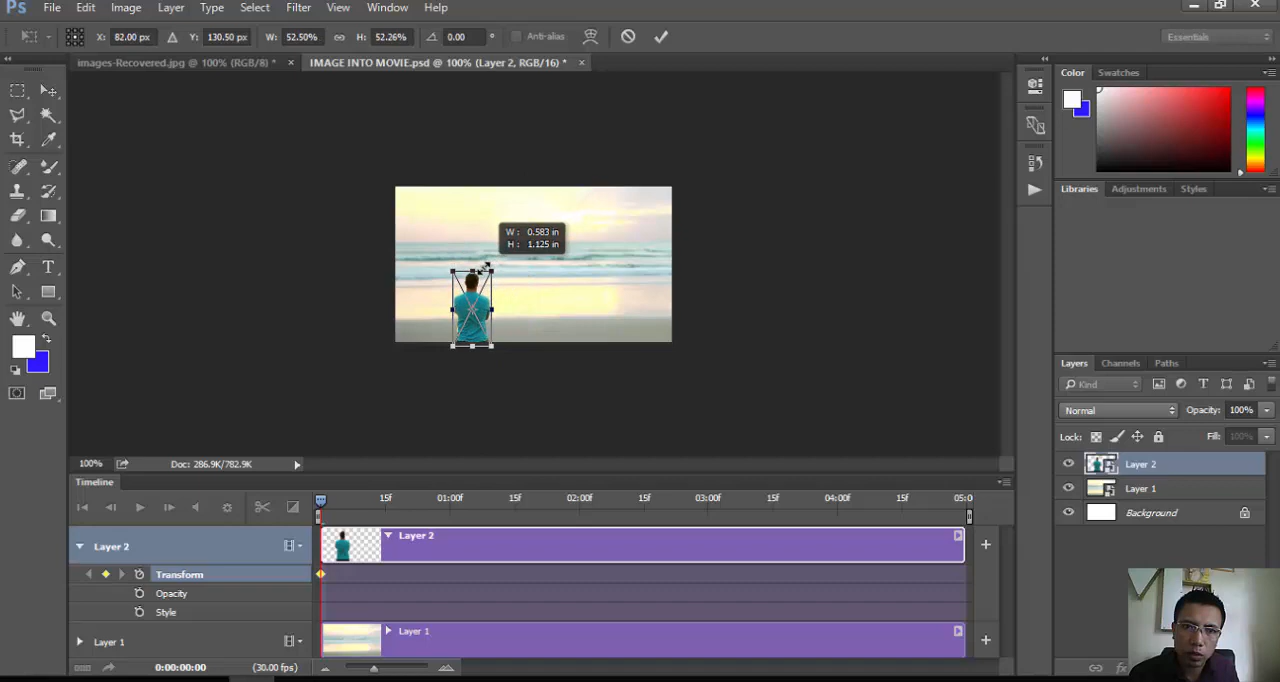 Ps File Edit Image Layer Type Select Filter View Window Help
X: 82.00 px Y: 130.50 px W: 52.50% H: 52.26% 0.00 ° Anti-alias Essentials
images-Recovered.jpg @ 100% (RGB/8) * × IMAGE INTO MOVIE.psd @ 100% (Layer 2, RGB/16) * ×
Color Swatches
Libraries Adjustments Styles
W: 0.583 in
H: 1.125 in
Layers Channels Paths
Kind
Normal Opacity: 100%
Lock: Fill: 100%
Layer 2
Layer 1
Background
100% Doc: 286.9K/782.9K
Timeline
15f 01:00f 15f 02:00f 15f 03:00f 15f 04:00f 15f 05:0
Layer 2 Layer 2
Transform
Opacity
Style
Layer 1 Layer 1
0:00:00:00 (30.00 fps)
fx